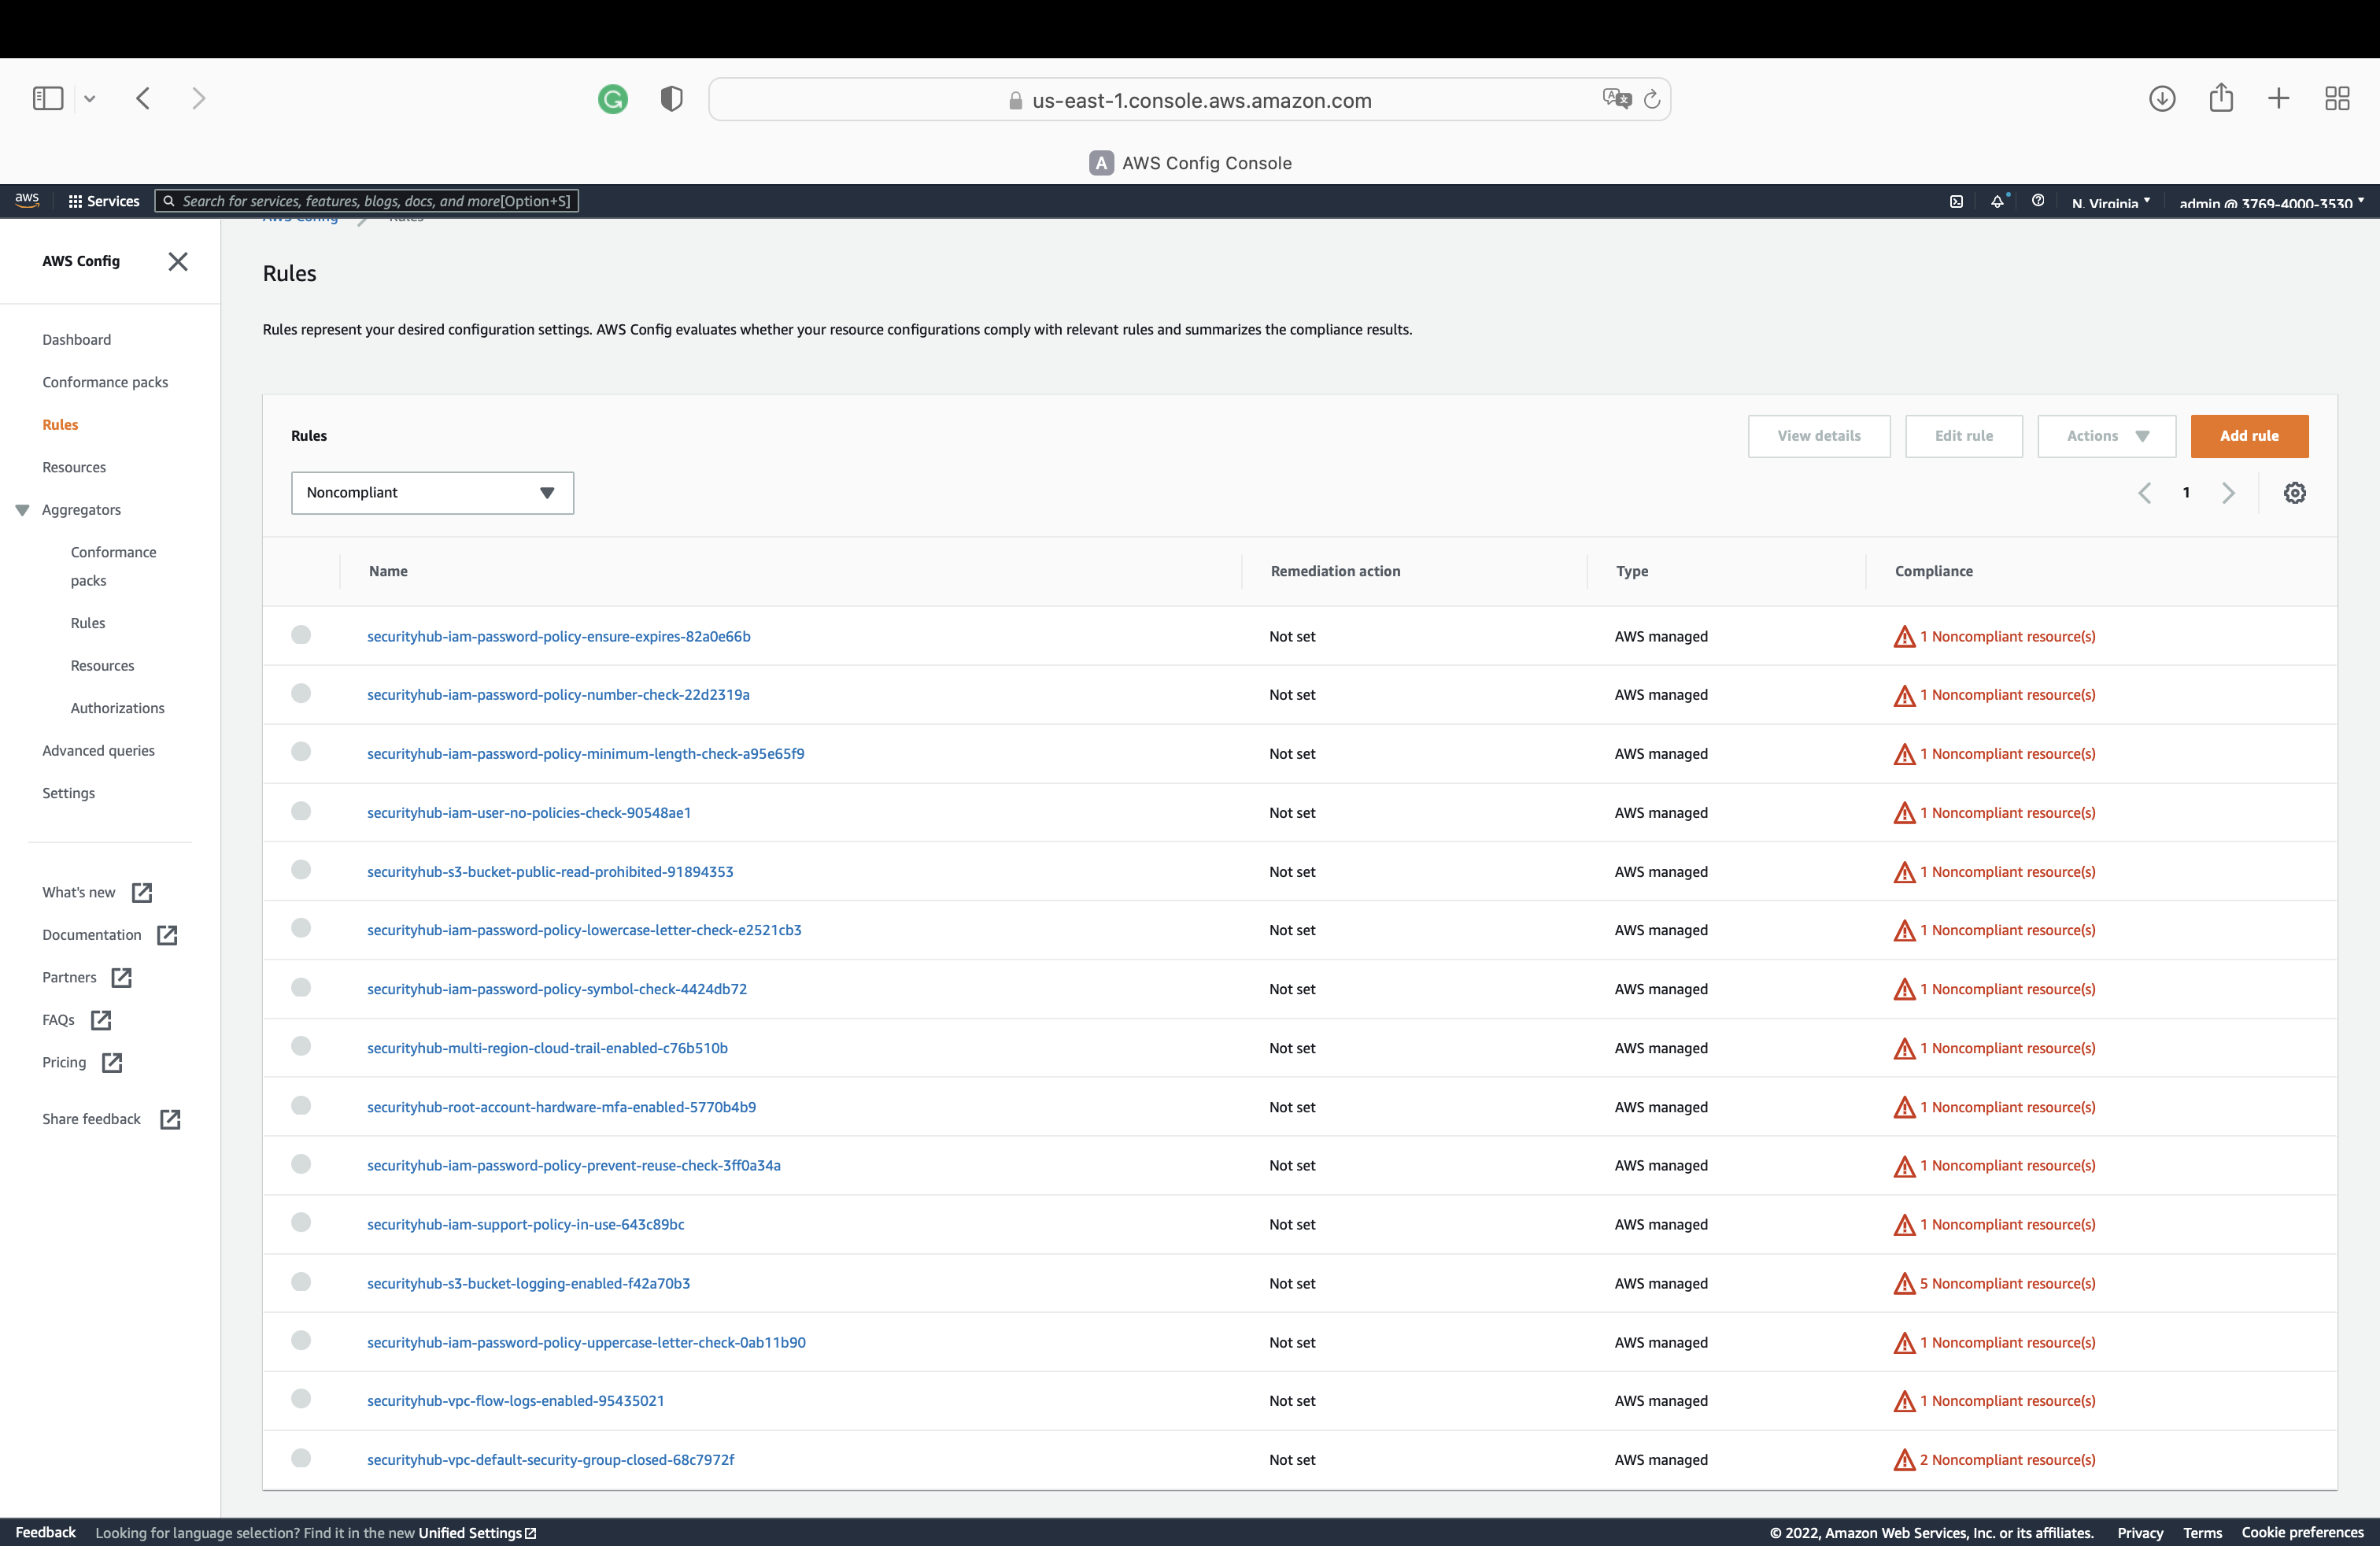 us-east-1.console.aws.amazon.com
A AWS Config Console
aws Services Search for services, features, blogs, docs, and more[Option+S] N. Virginia admin @ 3769-4000-3530
AWS Config Rules
AWS Config
Dashboard
Conformance packs
Rules
Resources
Aggregators
Conformance
packs
Rules
Resources
Authorizations
Advanced queries
Settings
What's new
Documentation
Partners
FAQs
Pricing
Share feedback
Rules
Rules represent your desired configuration settings. AWS Config evaluates whether your resource configurations comply with relevant rules and summarizes the compliance results.
Rules View details Edit rule Actions Add rule
Noncompliant 1
Name Remediation action Type Compliance
securityhub-iam-password-policy-ensure-expires-82a0e66b Not set AWS managed 1 Noncompliant resource(s)
securityhub-iam-password-policy-number-check-22d2319a Not set AWS managed 1 Noncompliant resource(s)
securityhub-iam-password-policy-minimum-length-check-a95e65f9 Not set AWS managed 1 Noncompliant resource(s)
securityhub-iam-user-no-policies-check-90548ae1 Not set AWS managed 1 Noncompliant resource(s)
securityhub-s3-bucket-public-read-prohibited-91894353 Not set AWS managed 1 Noncompliant resource(s)
securityhub-iam-password-policy-lowercase-letter-check-e2521cb3 Not set AWS managed 1 Noncompliant resource(s)
securityhub-iam-password-policy-symbol-check-4424db72 Not set AWS managed 1 Noncompliant resource(s)
securityhub-multi-region-cloud-trail-enabled-c76b510b Not set AWS managed 1 Noncompliant resource(s)
securityhub-root-account-hardware-mfa-enabled-5770b4b9 Not set AWS managed 1 Noncompliant resource(s)
securityhub-iam-password-policy-prevent-reuse-check-3ff0a34a Not set AWS managed 1 Noncompliant resource(s)
securityhub-iam-support-policy-in-use-643c89bc Not set AWS managed 1 Noncompliant resource(s)
securityhub-s3-bucket-logging-enabled-f42a70b3 Not set AWS managed 5 Noncompliant resource(s)
securityhub-iam-password-policy-uppercase-letter-check-0ab11b90 Not set AWS managed 1 Noncompliant resource(s)
securityhub-vpc-flow-logs-enabled-95435021 Not set AWS managed 1 Noncompliant resource(s)
securityhub-vpc-default-security-group-closed-68c7972f Not set AWS managed 2 Noncompliant resource(s)
Feedback Looking for language selection? Find it in the new Unified Settings © 2022, Amazon Web Services, Inc. or its affiliates. Privacy Terms Cookie preferences